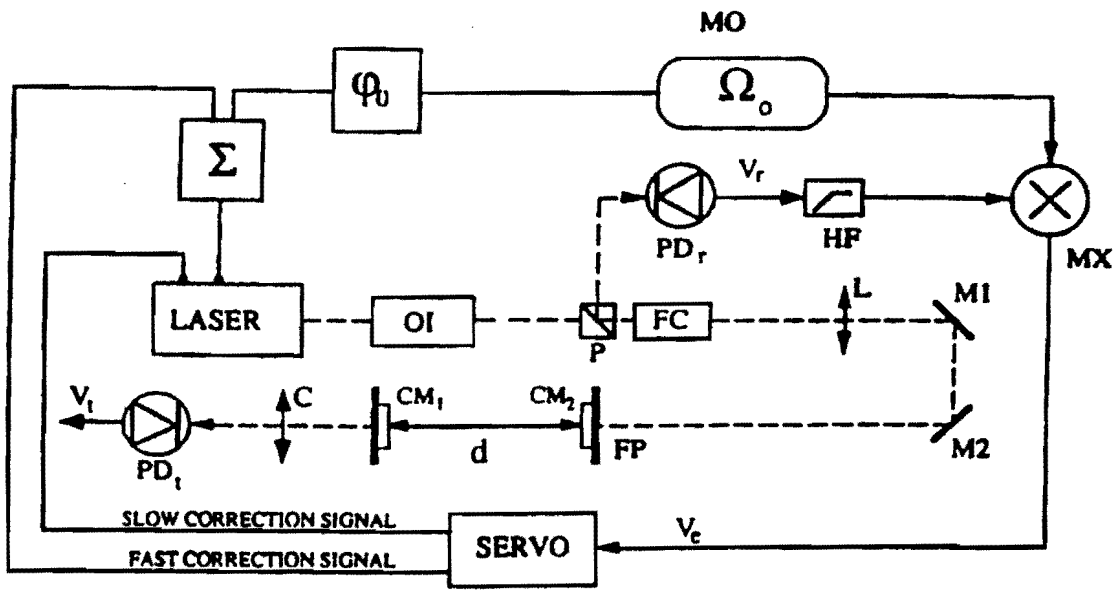 MO
φ₀
Ω₀
Σ
Vᵣ
PDᵣ
HF
MX
LASER
OI
P
FC
L
M1
Vₜ
PDₜ
C
CM₁
d
CM₂
FP
M2
SLOW CORRECTION SIGNAL
FAST CORRECTION SIGNAL
SERVO
Vₑ